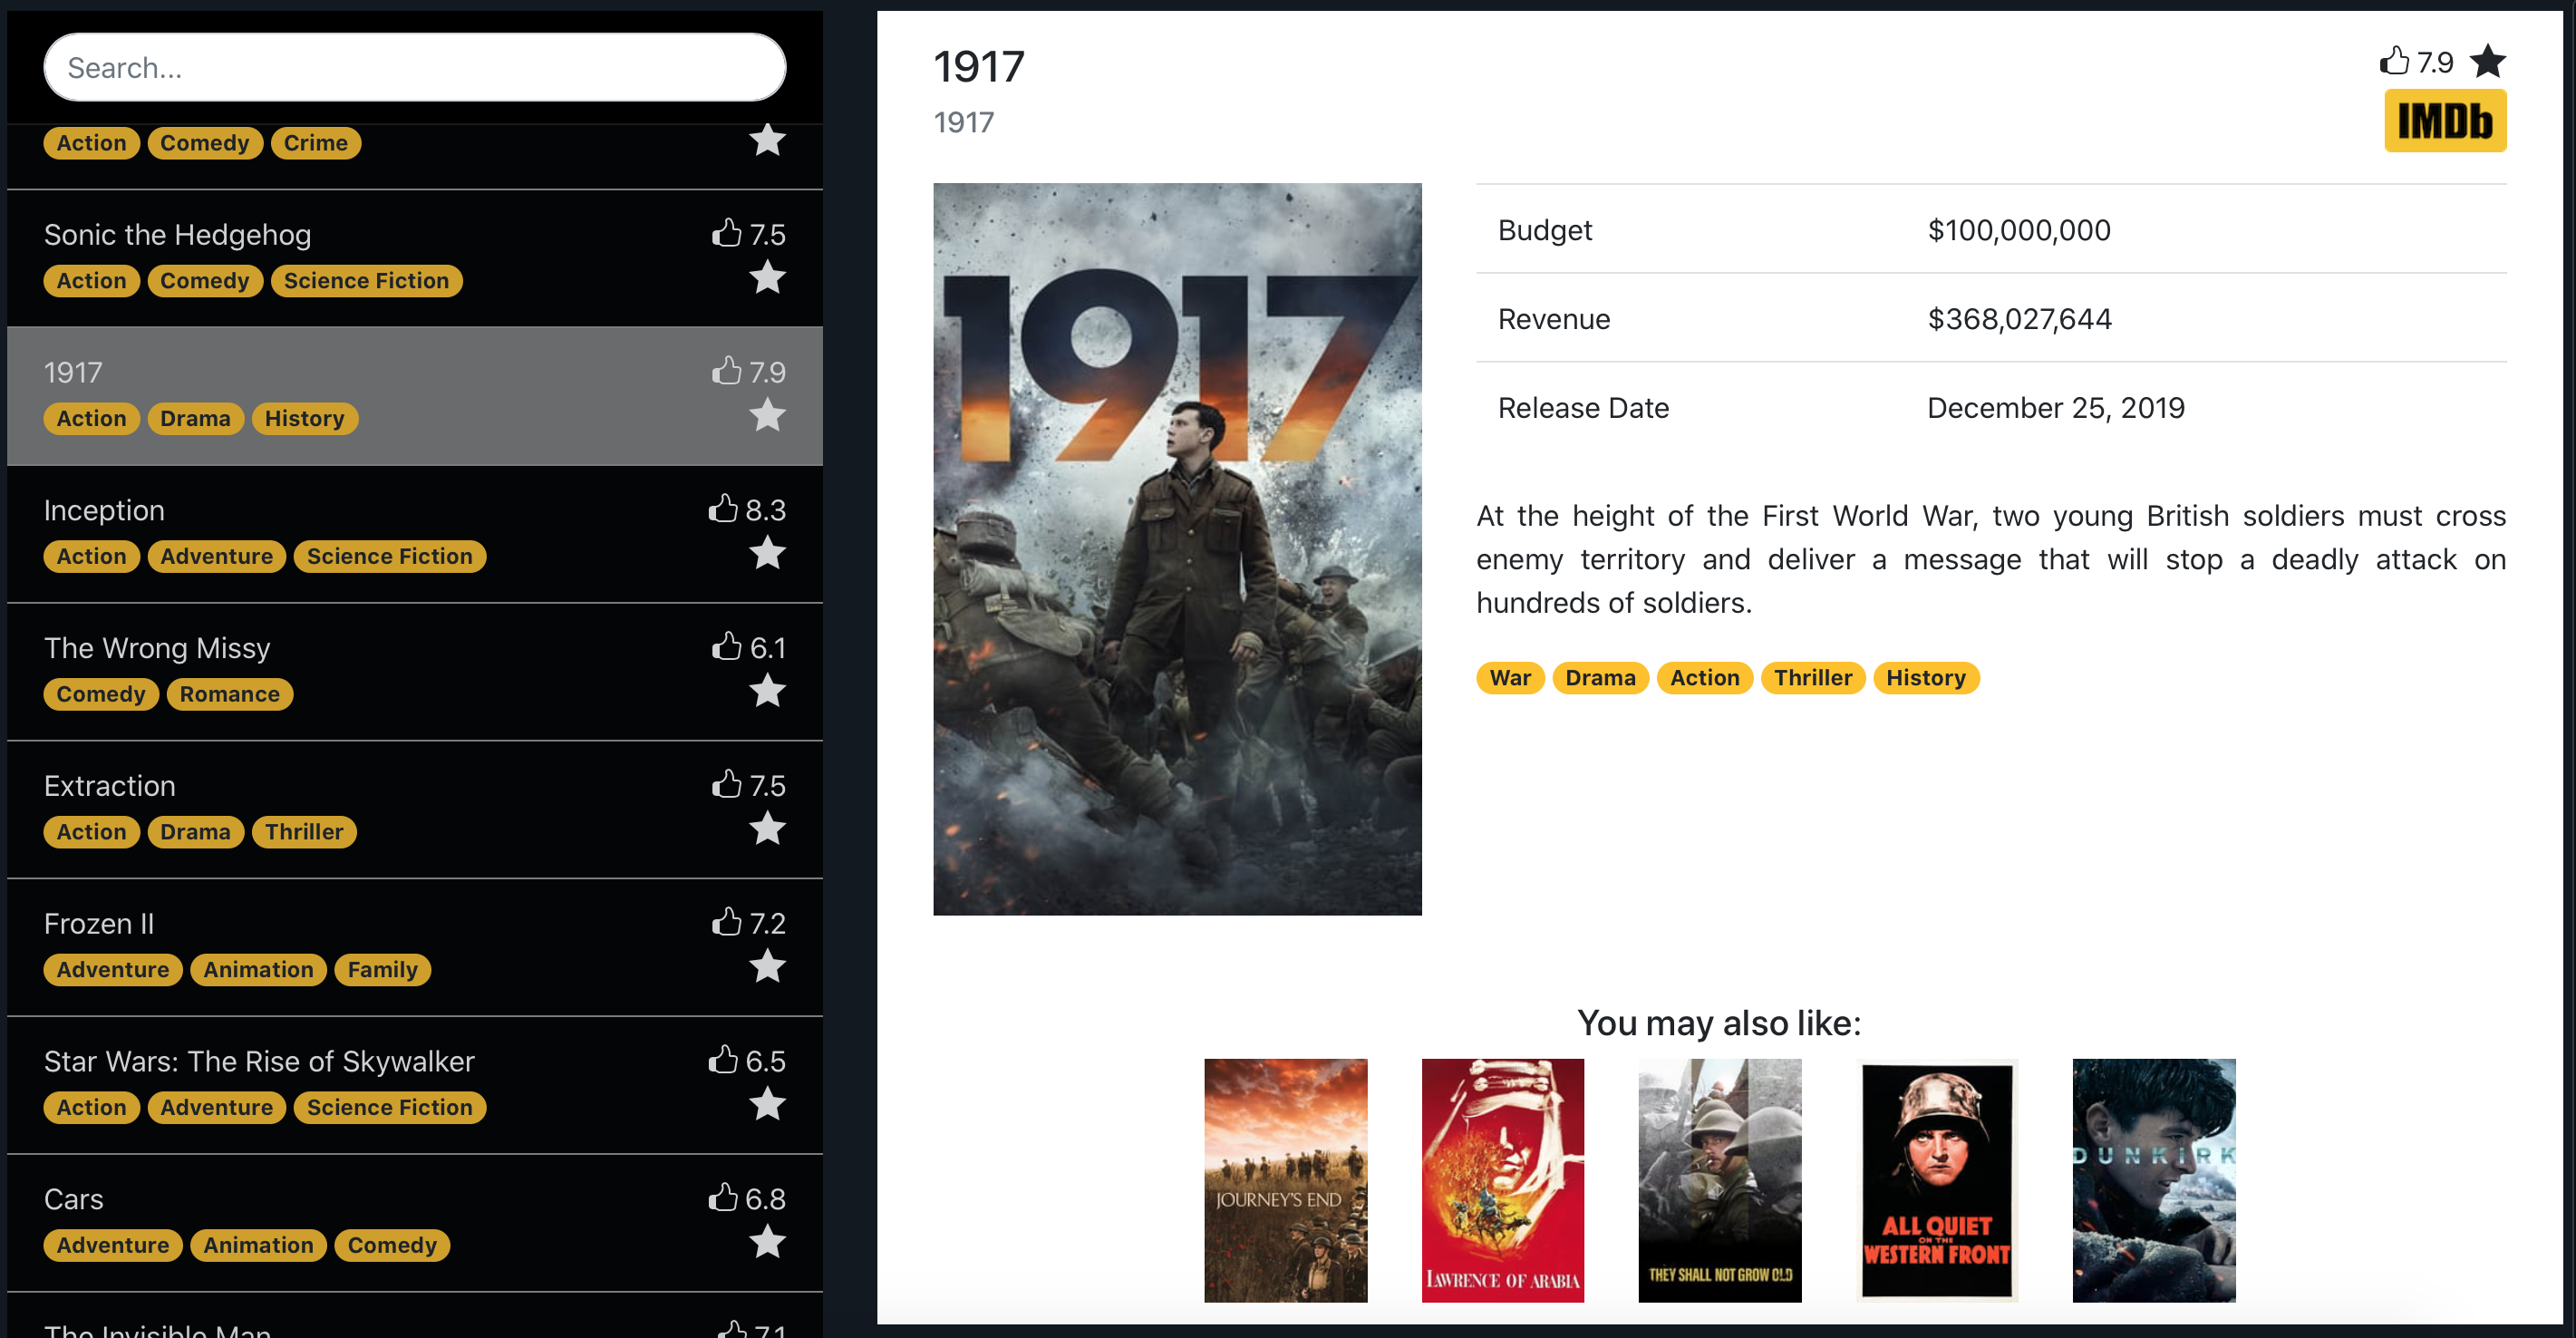 Search...
Action Comedy Crime
Sonic the Hedgehog 7.5
Action Comedy Science Fiction
1917 7.9
Action Drama History
Inception 8.3
Action Adventure Science Fiction
The Wrong Missy 6.1
Comedy Romance
Extraction 7.5
Action Drama Thriller
Frozen II 7.2
Adventure Animation Family
Star Wars: The Rise of Skywalker 6.5
Action Adventure Science Fiction
Cars 6.8
Adventure Animation Comedy
The Invisible Man 7.1
1917 7.9
1917
IMDb
1917
Budget $100,000,000
Revenue $368,027,644
Release Date December 25, 2019
At the height of the First World War, two young British soldiers must cross
enemy territory and deliver a message that will stop a deadly attack on
hundreds of soldiers.
War Drama Action Thriller History
You may also like:
JOURNEY'S END
LAWRENCE OF ARABIA
THEY SHALL NOT GROW OLD
ALL QUIET
ON THE
WESTERN FRONT
DUNKIRK